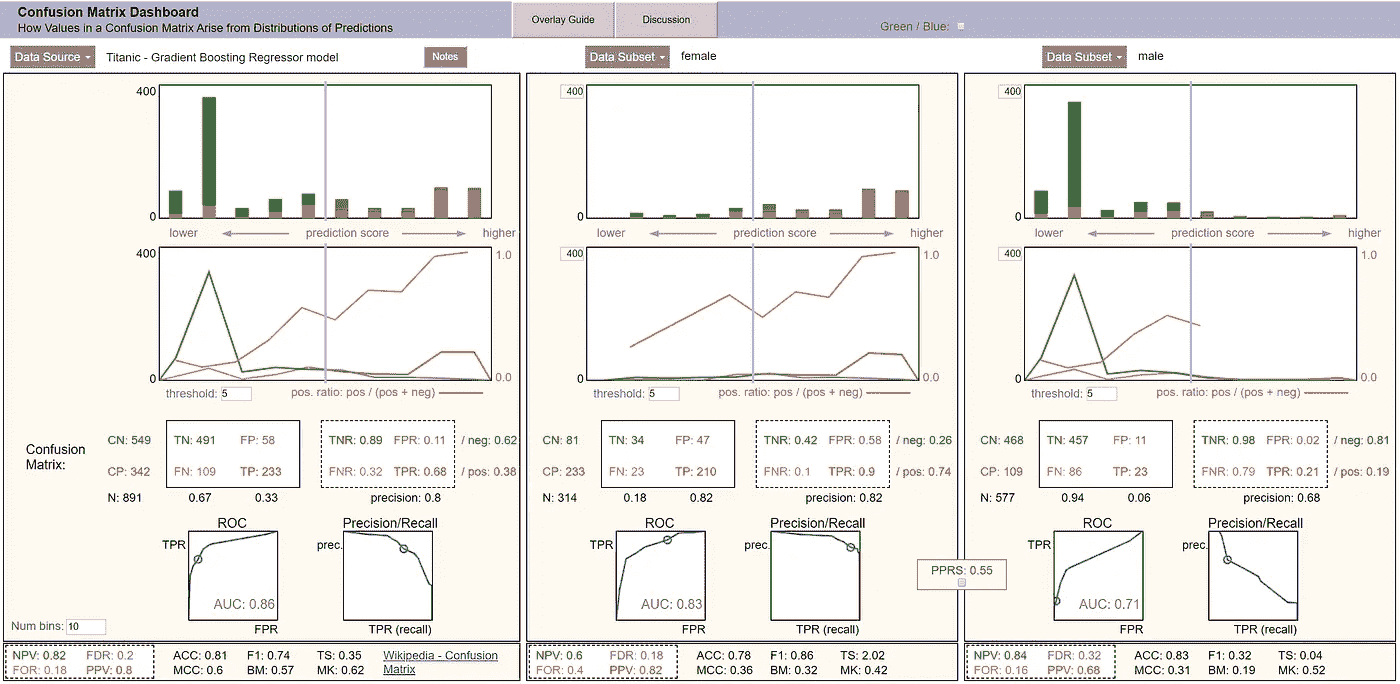 Confusion Matrix Dashboard
How Values in a Confusion Matrix Arise from Distributions of Predictions
Overlay Guide
Discussion
Green / Blue:
Data Source
Titanic - Gradient Boosting Regressor model
Notes
Data Subset
female
Data Subset
male
400
0
lower
prediction score
higher
400
0
1.0
0.0
threshold: 5
pos. ratio: pos / (pos + neg)
400
0
lower
prediction score
higher
400
0
1.0
0.0
threshold: 5
pos. ratio: pos / (pos + neg)
400
0
lower
prediction score
higher
400
0
1.0
0.0
threshold: 5
pos. ratio: pos / (pos + neg)
Confusion
Matrix:
CN: 549 TN: 491 FP: 58 TNR: 0.89 FPR: 0.11 / neg: 0.62
CP: 342 FN: 109 TP: 233 FNR: 0.32 TPR: 0.68 / pos: 0.38
N: 891 0.67 0.33 precision: 0.8
ROC
TPR
AUC: 0.86
FPR
Precision/Recall
prec.
TPR (recall)
Num bins: 10
CN: 81 TN: 34 FP: 47 TNR: 0.42 FPR: 0.58 / neg: 0.26
CP: 233 FN: 23 TP: 210 FNR: 0.1 TPR: 0.9 / pos: 0.74
N: 314 0.18 0.82 precision: 0.82
ROC
TPR
AUC: 0.83
FPR
Precision/Recall
prec.
TPR (recall)
PPRS: 0.55
CN: 468 TN: 457 FP: 11 TNR: 0.98 FPR: 0.02 / neg: 0.81
CP: 109 FN: 86 TP: 23 FNR: 0.79 TPR: 0.21 / pos: 0.19
N: 577 0.94 0.06 precision: 0.68
ROC
TPR
AUC: 0.71
FPR
Precision/Recall
prec.
TPR (recall)
NPV: 0.82 FDR: 0.2 ACC: 0.81 F1: 0.74 TS: 0.35 Wikipedia - Confusion
FOR: 0.18 PPV: 0.8 MCC: 0.6 BM: 0.57 MK: 0.62 Matrix
NPV: 0.6 FDR: 0.18 ACC: 0.78 F1: 0.86 TS: 2.02
FOR: 0.4 PPV: 0.82 MCC: 0.36 BM: 0.32 MK: 0.42
NPV: 0.84 FDR: 0.32 ACC: 0.83 F1: 0.32 TS: 0.04
FOR: 0.16 PPV: 0.68 MCC: 0.31 BM: 0.19 MK: 0.52